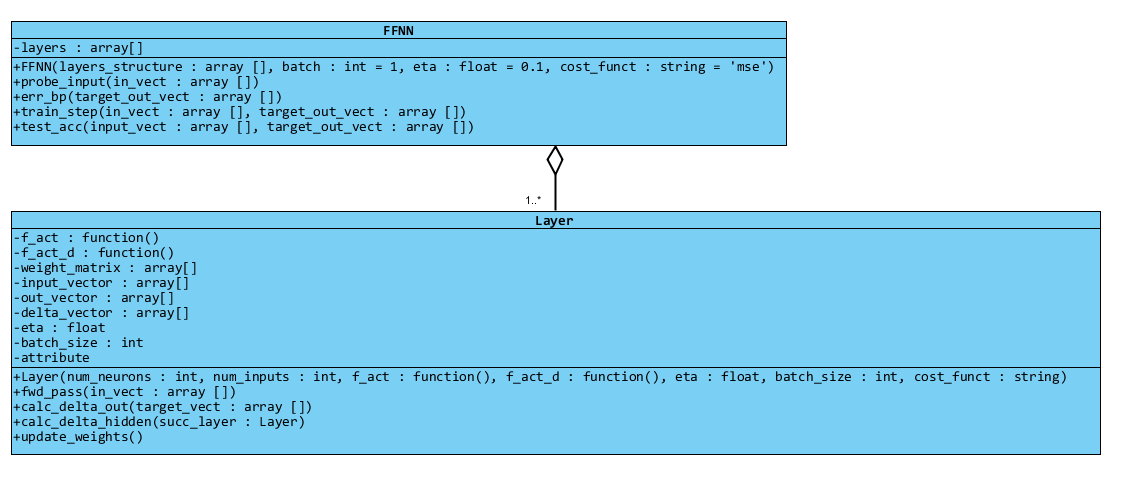 FFNN
-layers : array[]
+FFNN(layers_structure : array [], batch : int = 1, eta : float = 0.1, cost_funct : string = 'mse')
+probe_input(in_vect : array [])
+err_bp(target_out_vect : array [])
+train_step(in_vect : array [], target_out_vect : array [])
+test_acc(input_vect : array [], target_out_vect : array [])
1..*
Layer
-f_act : function()
-f_act_d : function()
-weight_matrix : array[]
-input_vector : array[]
-out_vector : array[]
-delta_vector : array[]
-eta : float
-batch_size : int
-attribute
+Layer(num_neurons : int, num_inputs : int, f_act : function(), f_act_d : function(), eta : float, batch_size : int, cost_funct : string)
+fwd_pass(in_vect : array [])
+calc_delta_out(target_vect : array [])
+calc_delta_hidden(succ_layer : Layer)
+update_weights()